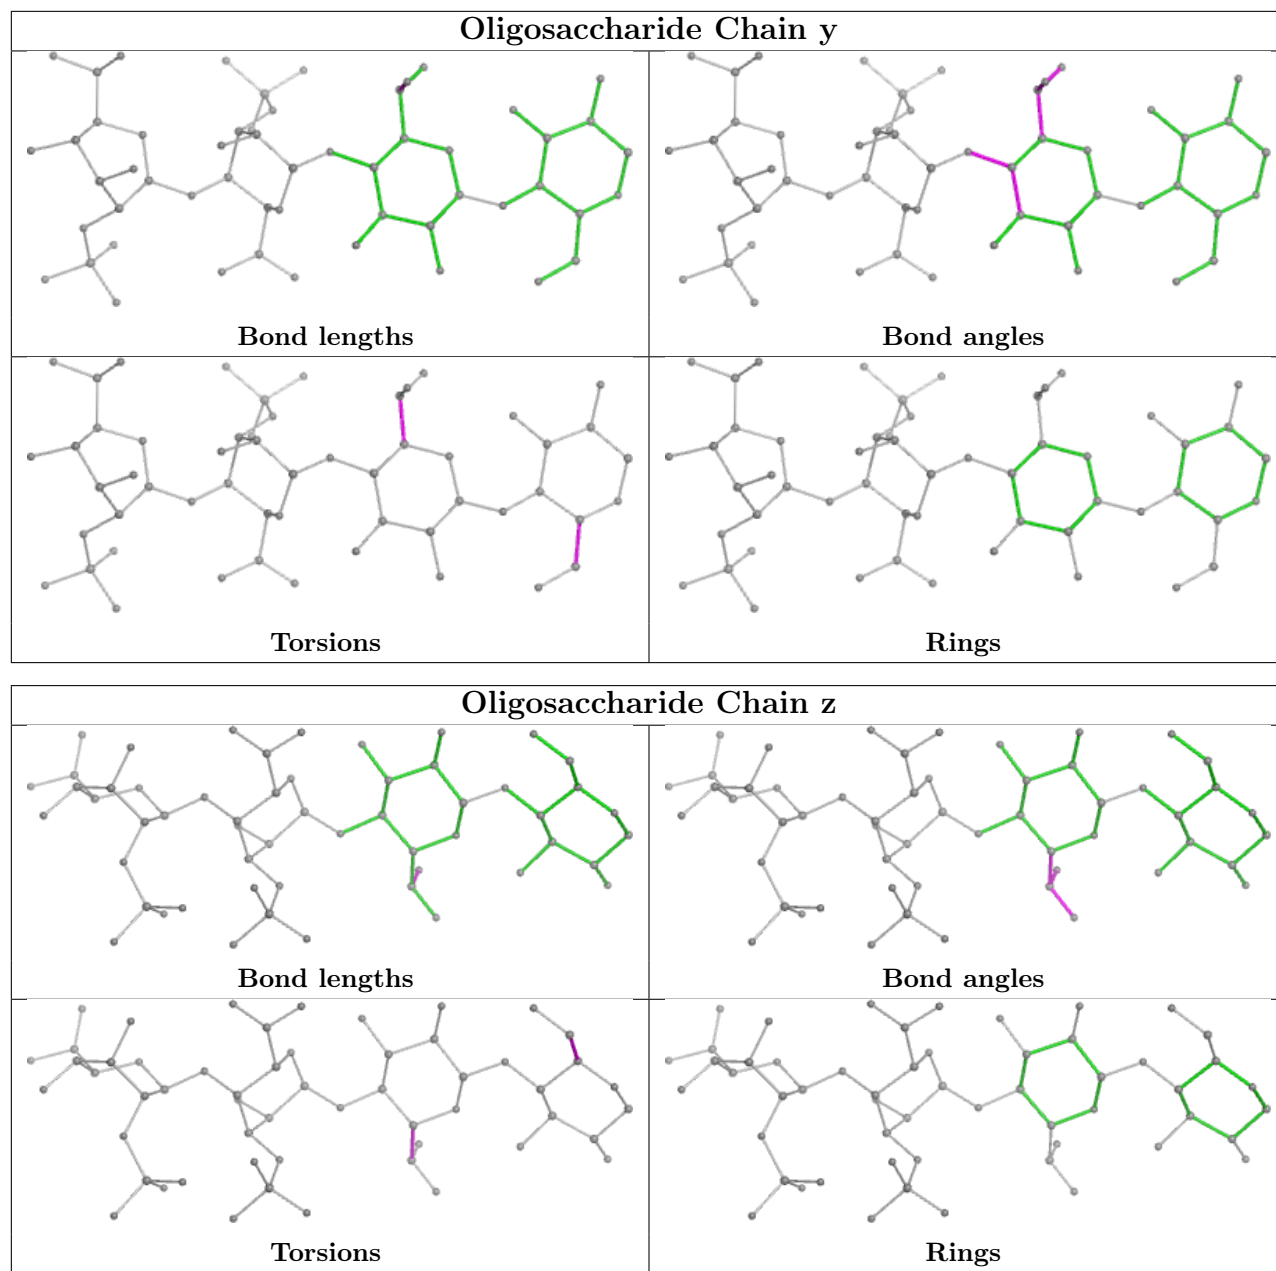 Oligosaccharide Chain y
Bond lengths
Bond angles
Torsions
Rings
Oligosaccharide Chain z
Bond lengths
Bond angles
Torsions
Rings